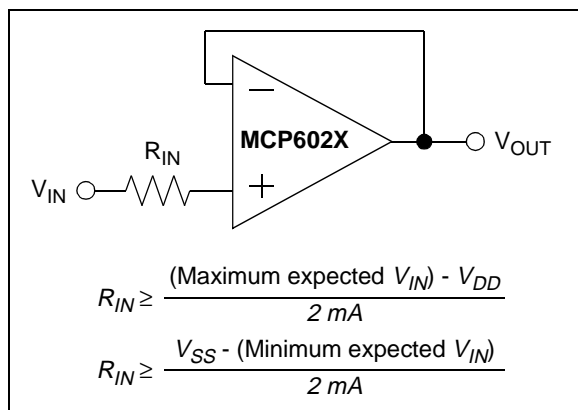 −
MCP602X
+
R_IN
V_IN
V_OUT
R_IN ≥ (Maximum expected V_IN) - V_DD
2 mA
R_IN ≥ V_SS - (Minimum expected V_IN)
2 mA